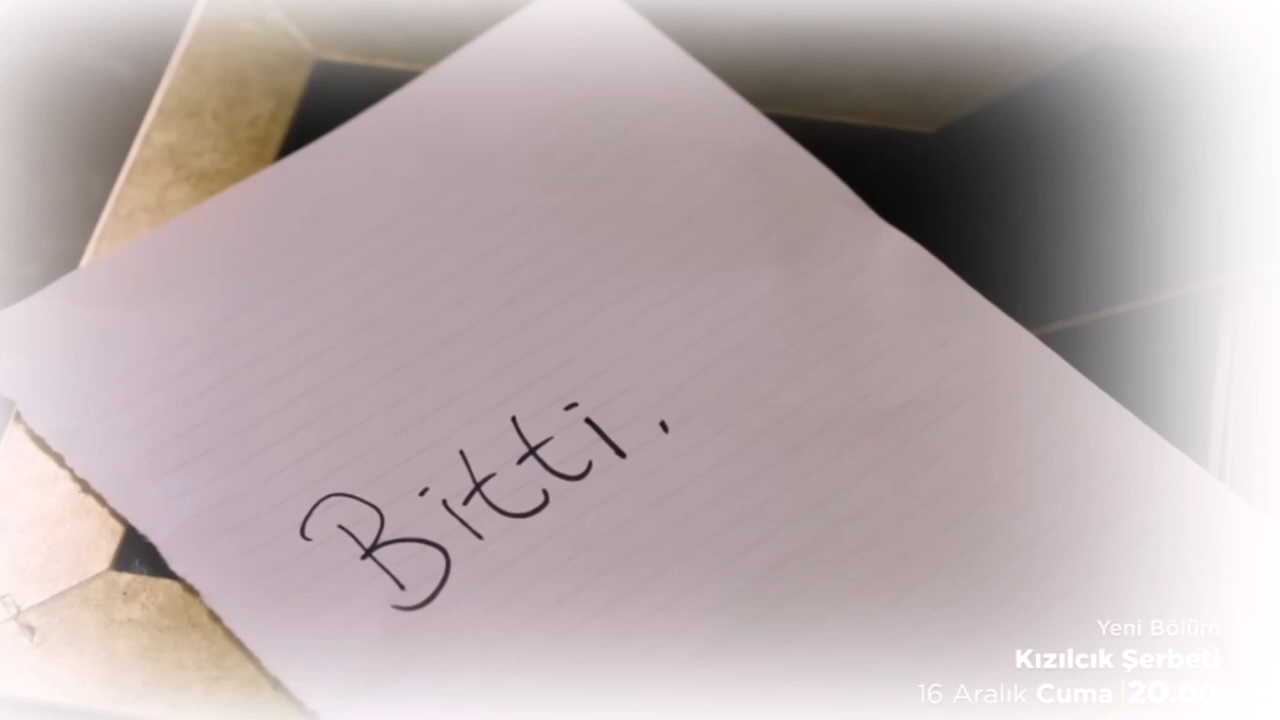 Bitti.
Yeni Bölüm
Kızılcık Şerbeti
16 Aralık Cuma 20.00